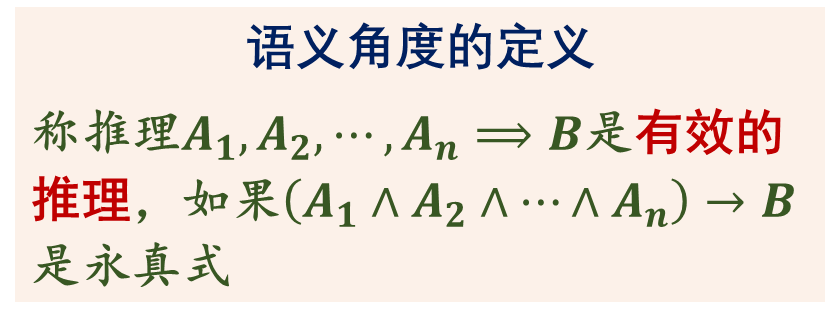 语义角度的定义
称推理A₁, A₂, ⋯, Aₙ ⟹ B是有效的
推理，如果(A₁ ∧ A₂ ∧ ⋯ ∧ Aₙ) → B
是永真式